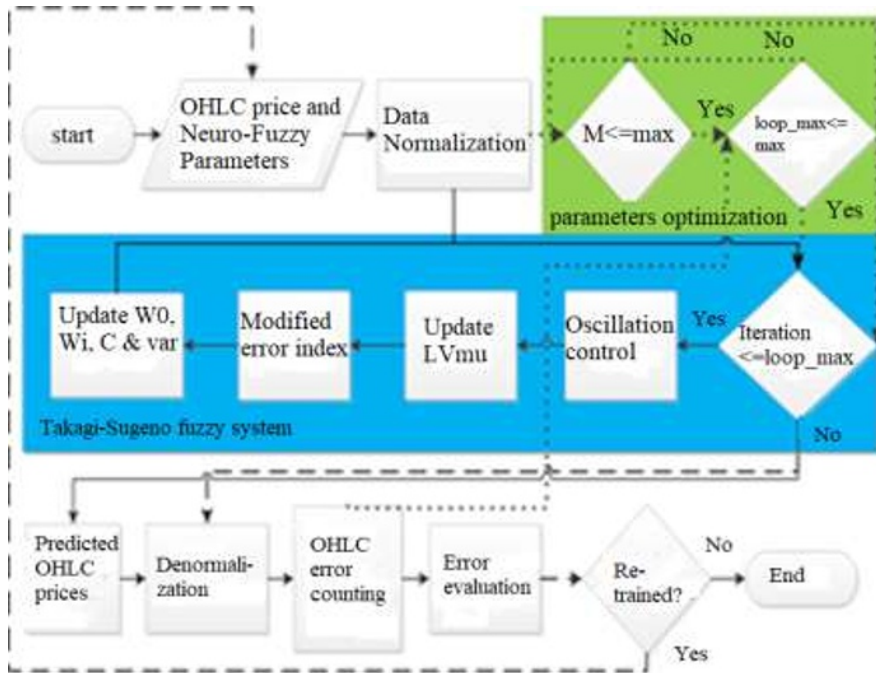 start
OHLC price and
Neuro-Fuzzy
Parameters
Data
Normalization
No
No
M<=max
Yes
loop_max<=
max
parameters optimization
Yes
Update W0,
Wi, C & var
Modified
error index
Update
LVmu
Oscillation
control
Yes
Iteration
<=loop_max
Takagi-Sugeno fuzzy system
No
Predicted
OHLC
prices
Denormali-
zation
OHLC
error
counting
Error
evaluation
Re-
trained?
No
End
Yes